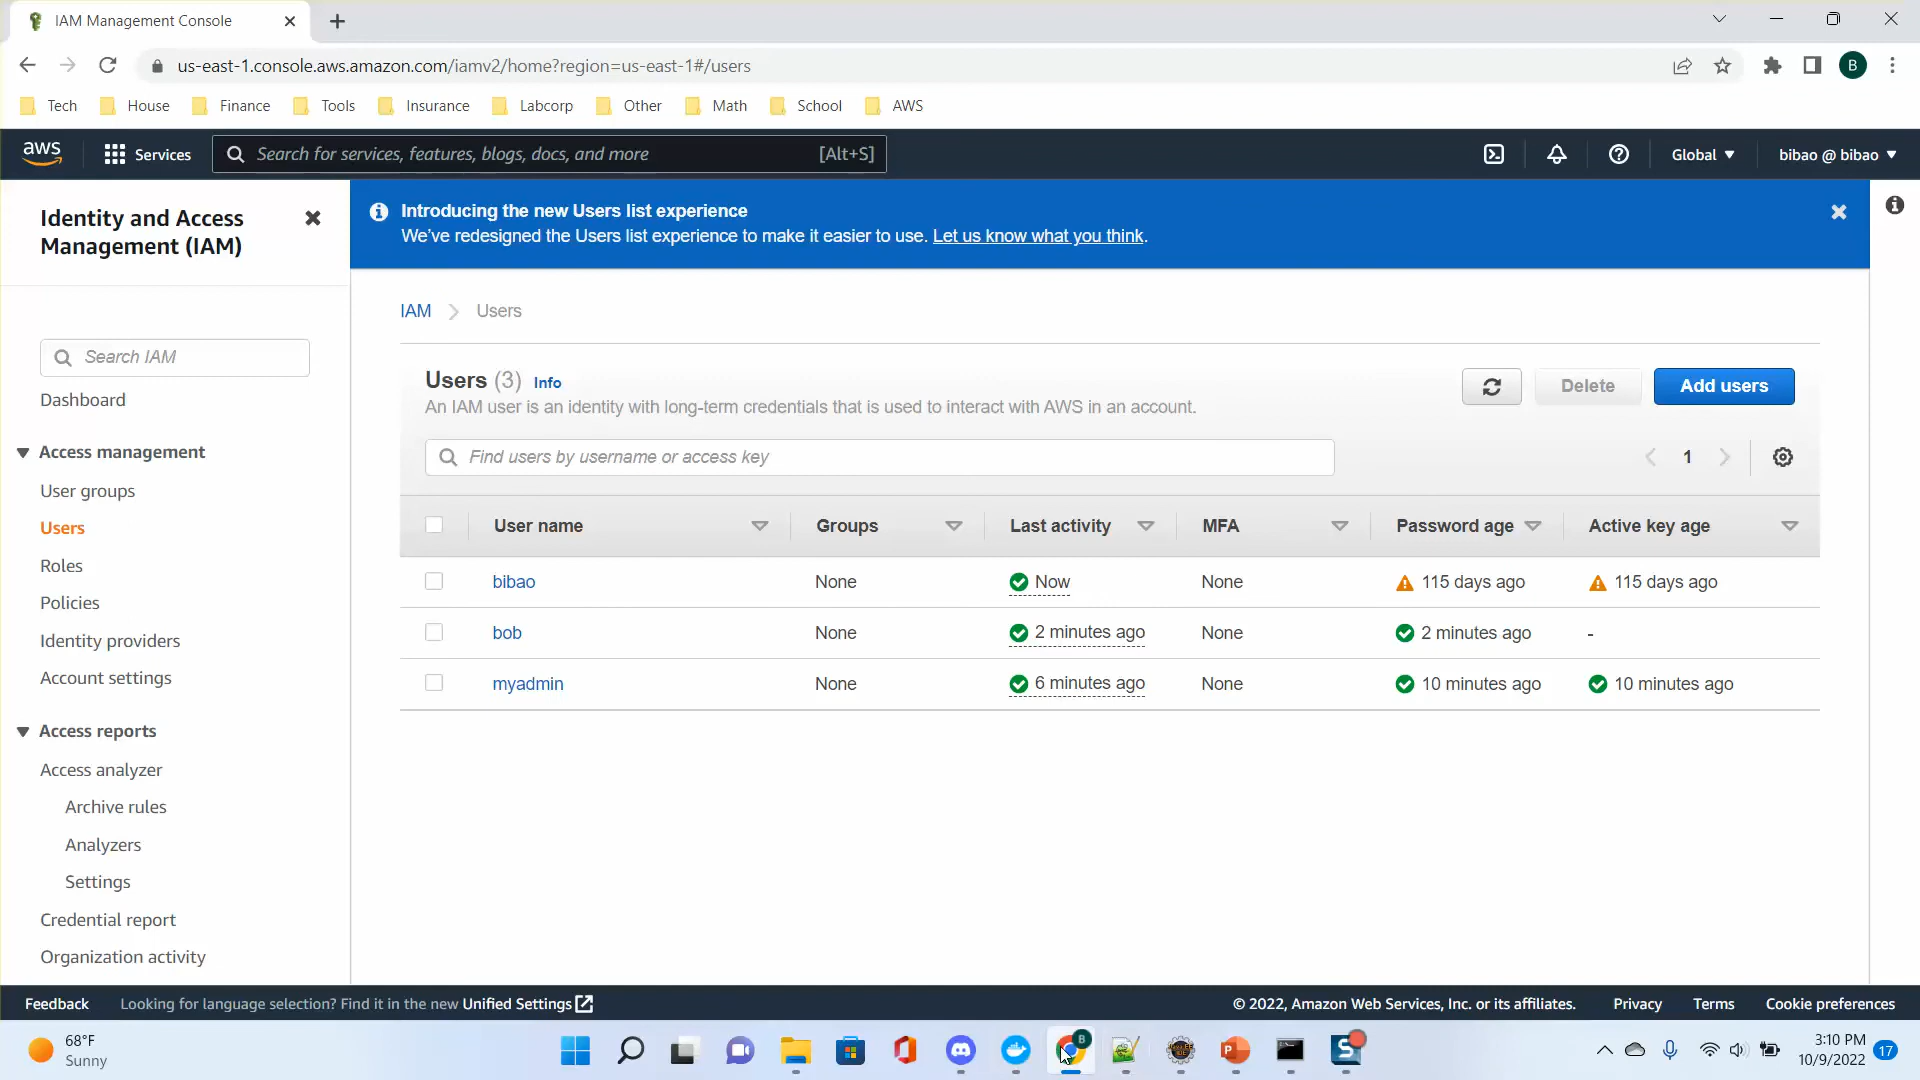 IAM Management Console
us-east-1.console.aws.amazon.com/iamv2/home?region=us-east-1#/users
B
Tech House Finance Tools Insurance Labcorp Other Math School AWS
aws Services Search for services, features, blogs, docs, and more [Alt+S] Global bibao @ bibao
Identity and Access
Management (IAM)
Search IAM
Dashboard
Access management
User groups
Users
Roles
Policies
Identity providers
Account settings
Access reports
Access analyzer
Archive rules
Analyzers
Settings
Credential report
Organization activity
Introducing the new Users list experience
We've redesigned the Users list experience to make it easier to use. Let us know what you think.
IAM Users
Users (3) Info
An IAM user is an identity with long-term credentials that is used to interact with AWS in an account.
Delete Add users
Find users by username or access key
1
User name Groups Last activity MFA Password age Active key age
bibao None Now None 115 days ago 115 days ago
bob None 2 minutes ago None 2 minutes ago -
myadmin None 6 minutes ago None 10 minutes ago 10 minutes ago
Feedback Looking for language selection? Find it in the new Unified Settings © 2022, Amazon Web Services, Inc. or its affiliates. Privacy Terms Cookie preferences
68°F
Sunny
3:10 PM
10/9/2022
17